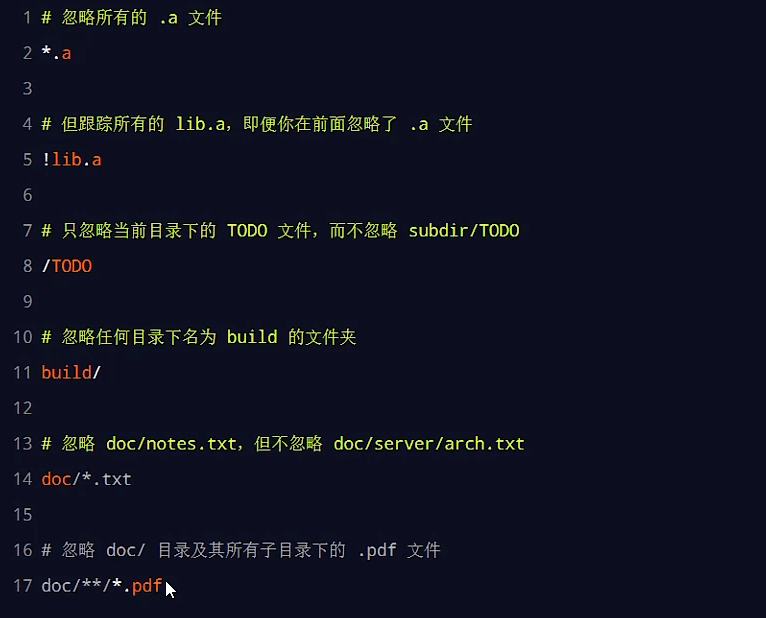 1 # 忽略所有的 .a 文件
2 *.a
3
4 # 但跟踪所有的 lib.a，即便你在前面忽略了 .a 文件
5 !lib.a
6
7 # 只忽略当前目录下的 TODO 文件，而不忽略 subdir/TODO
8 /TODO
9
10 # 忽略任何目录下名为 build 的文件夹
11 build/
12
13 # 忽略 doc/notes.txt，但不忽略 doc/server/arch.txt
14 doc/*.txt
15
16 # 忽略 doc/ 目录及其所有子目录下的 .pdf 文件
17 doc/**/*.pdf